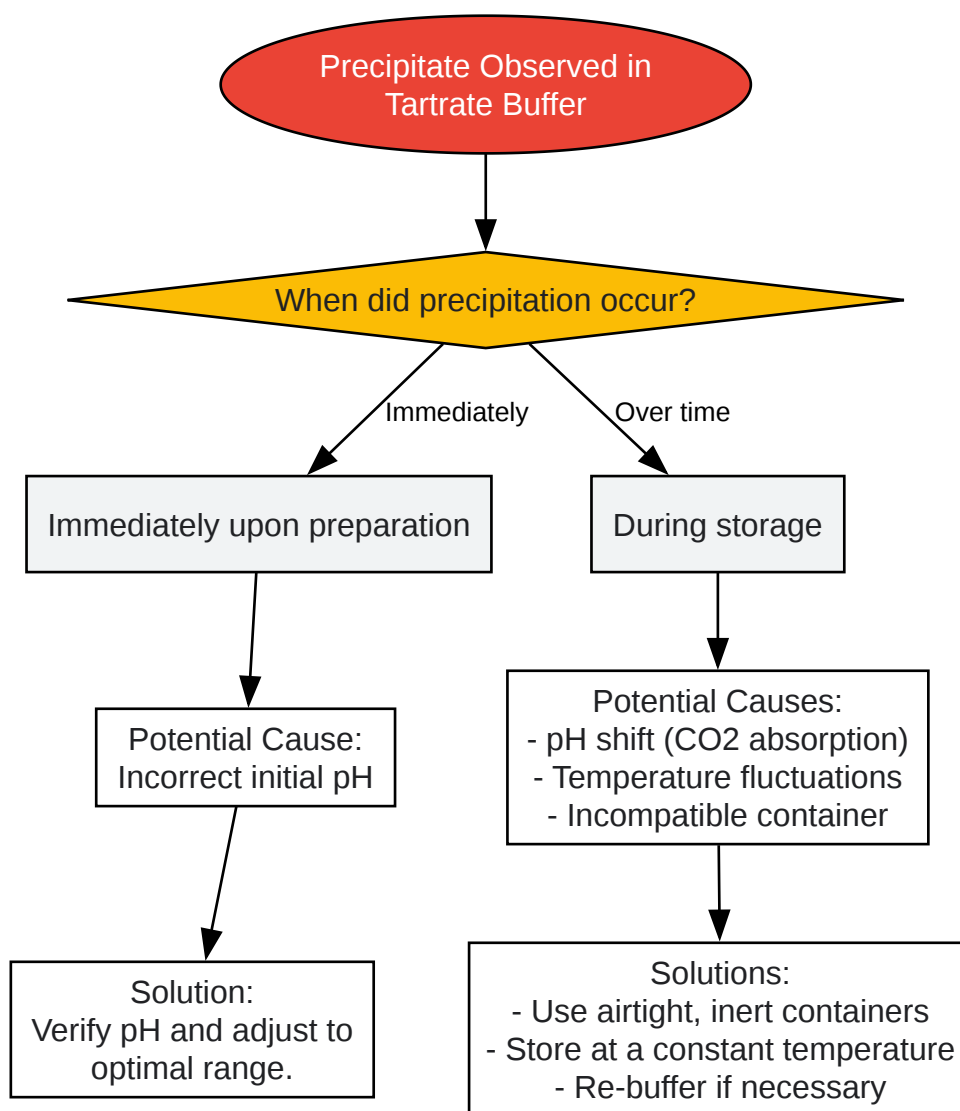 Precipitate Observed in
Tartrate Buffer
When did precipitation occur?
Immediately
Over time
Immediately upon preparation
During storage
Potential Cause:
Incorrect initial pH
Potential Causes:
- pH shift (CO2 absorption)
- Temperature fluctuations
- Incompatible container
Solution:
Verify pH and adjust to
optimal range.
Solutions:
- Use airtight, inert containers
- Store at a constant temperature
- Re-buffer if necessary